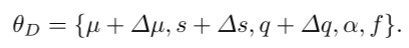 θ_D = {μ + Δμ, s + Δs, q + Δq, α, f}.